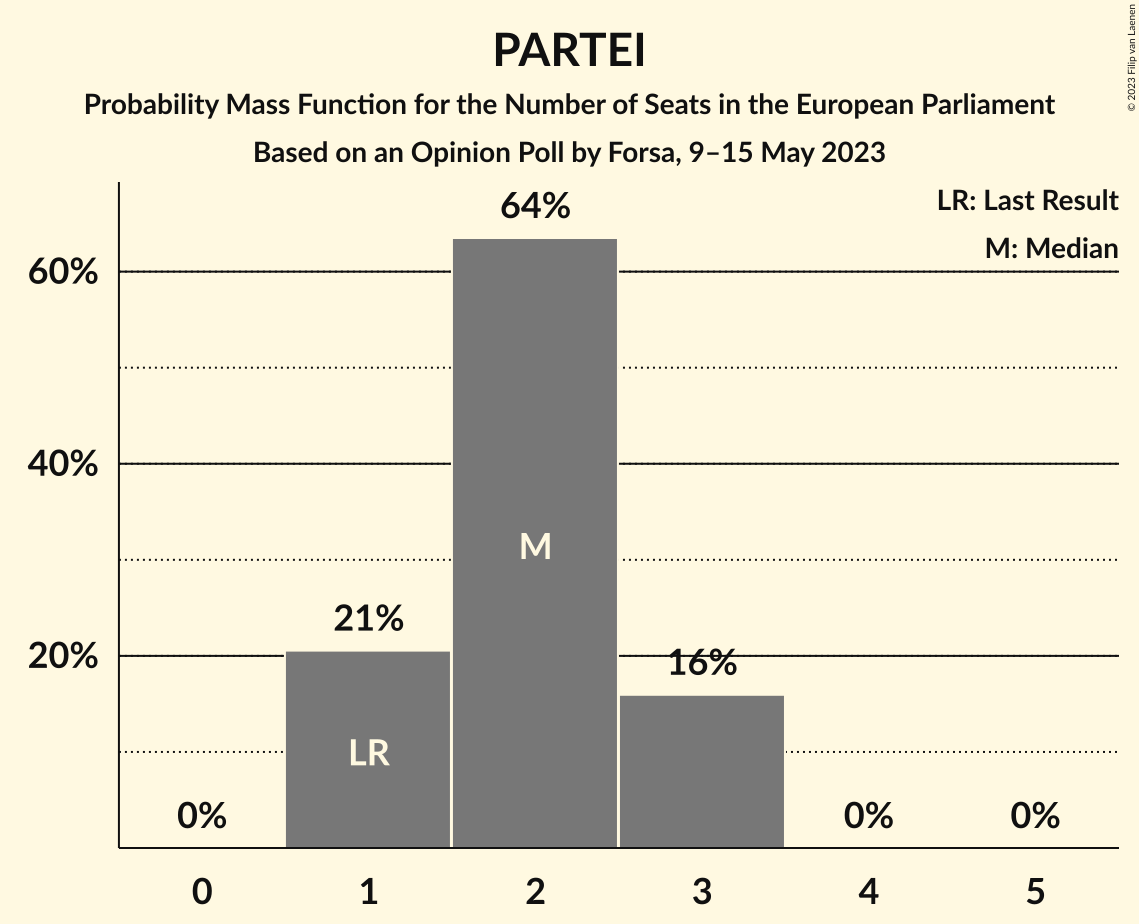 PARTEI
Probability Mass Function for the Number of Seats in the European Parliament
Based on an Opinion Poll by Forsa, 9–15 May 2023
© 2023 Filip van Laenen
LR: Last Result
M: Median
64%
60%
40%
M
21%
20%
16%
LR
0%
0%
0%
0
1
2
3
4
5